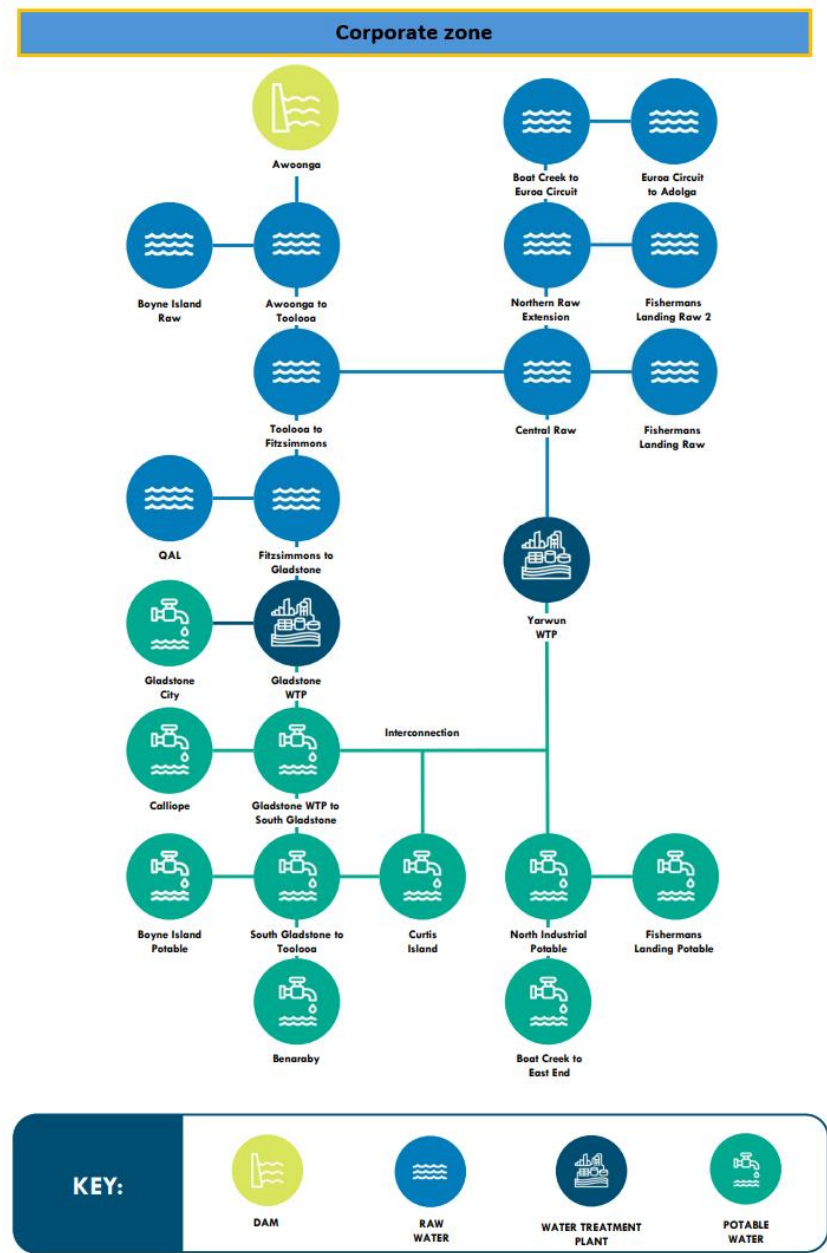 Corporate zone
Awoonga
Boat Creek to
Euroa Circuit
Euroa Circuit
to Adolga
Boyne Island
Raw
Awoonga to
Toolooa
Northern Raw
Extension
Fishermans
Landing Raw 2
Toolooa to
Fitzsimmons
Central Raw
Fishermans
Landing Raw
QAL
Fitzsimmons to
Gladstone
Yarwun
WTP
Gladstone
City
Gladstone
WTP
Interconnection
Calliope
Gladstone WTP to
South Gladstone
Boyne Island
Potable
South Gladstone to
Toolooa
Curtis
Island
North Industrial
Potable
Fishermans
Landing Potable
Benaraby
Boat Creek to
East End
KEY:
DAM
RAW
WATER
WATER TREATMENT
PLANT
POTABLE
WATER